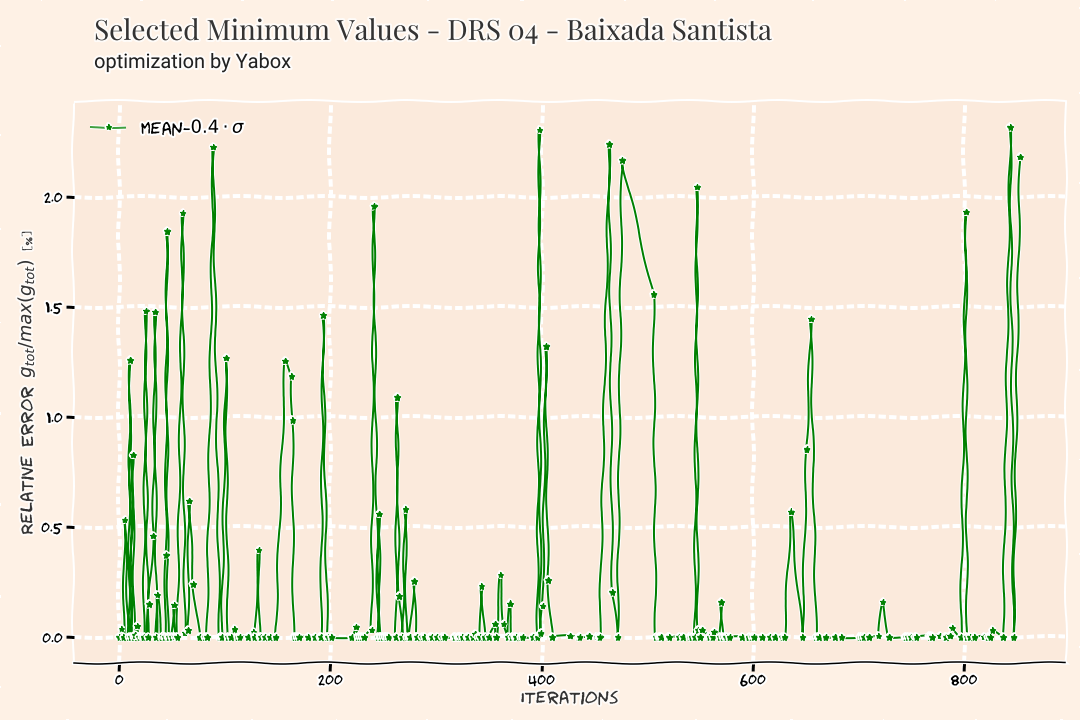 Selected Minimum Values - DRS 04 - Baixada Santista
optimization by Yabox
MEAN-0.4 · σ
RELATIVE ERROR g_tot/max(g_tot) [%]
2.0
1.5
1.0
0.5
0.0
0 200 400 600 800
ITERATIONS